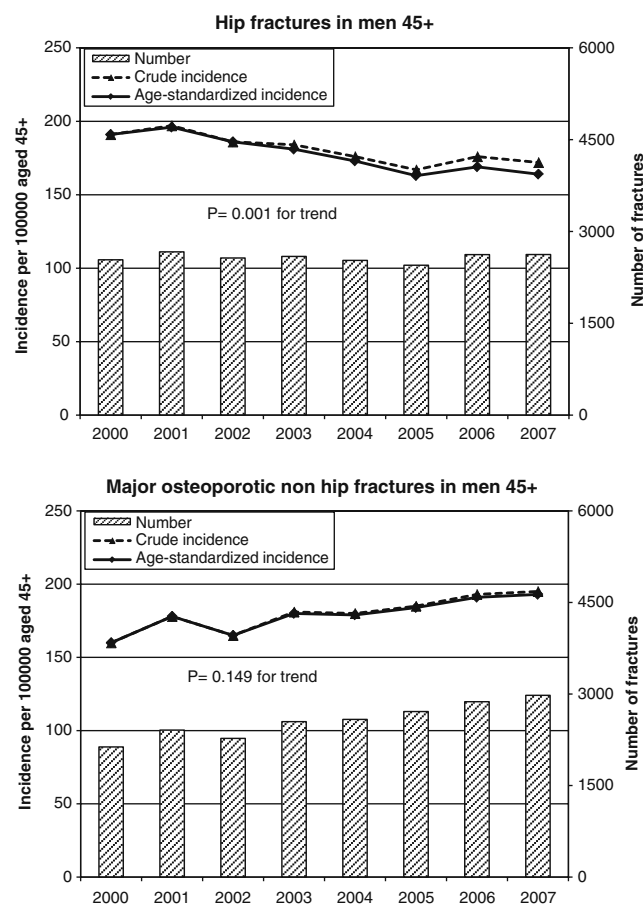 Hip fractures in men 45+
250
200
150
100
50
0
6000
4500
3000
1500
0
Incidence per 100000 aged 45+
Number of fractures
Number
Crude incidence
Age-standardized incidence
P= 0.001 for trend
2000 2001 2002 2003 2004 2005 2006 2007
Major osteoporotic non hip fractures in men 45+
250
200
150
100
50
0
6000
4500
3000
1500
0
Incidence per 100000 aged 45+
Number of fractures
Number
Crude incidence
Age-standardized incidence
P= 0.149 for trend
2000 2001 2002 2003 2004 2005 2006 2007